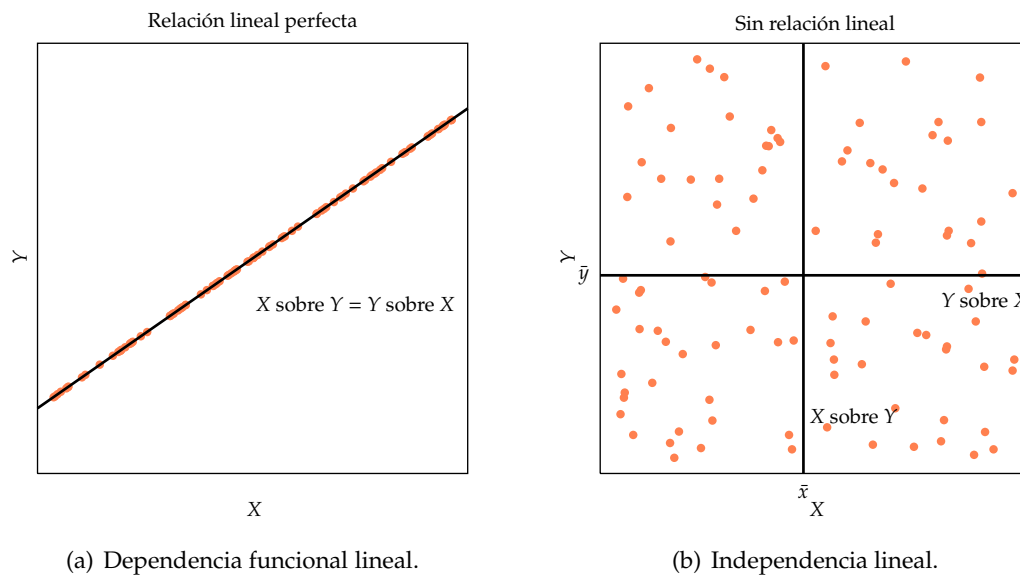 Relación lineal perfecta
Y
X sobre Y = Y sobre X
X
(a) Dependencia funcional lineal.
Sin relación lineal
Y
ȳ
Y sobre X
X sobre Y
x̄
X
(b) Independencia lineal.